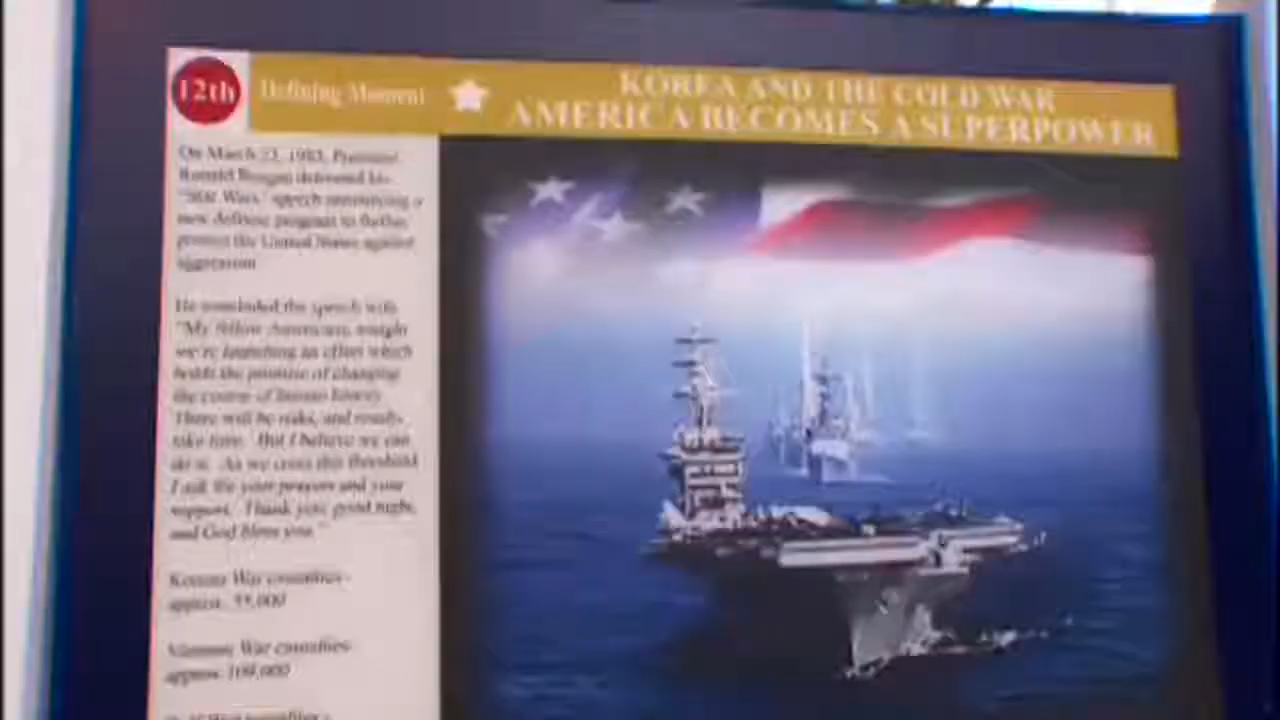 12th
Defining Moment
KOREA AND THE COLD WAR
AMERICA BECOMES A SUPERPOWER
On March 23, 1983, President
Ronald Reagan delivered his
"Star Wars" speech announcing a
new defense program to further
protect the United States against
aggression.
He concluded the speech with
"My fellow Americans, tonight
we're launching an effort which
holds the promise of changing
the course of human history.
There will be risks, and results
take time. But I believe we can
do it. As we cross this threshold
I ask for your prayers and your
support. Thank you, good night,
and God bless you."
Korean War casualties-
approx. 55,000
Vietnam War casualties-
approx. 109,000